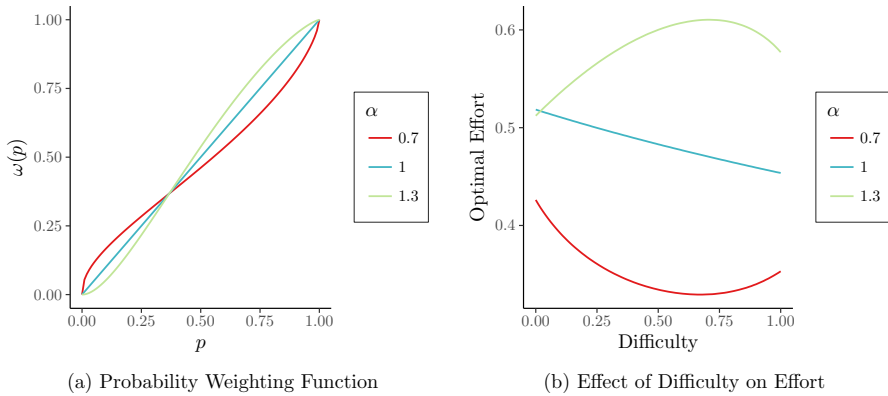 1.00
0.75
0.50
0.25
0.00
ω(p)
0.00 0.25 0.50 0.75 1.00
p
α
0.7
1
1.3
(a) Probability Weighting Function
0.6
0.5
0.4
Optimal Effort
0.00 0.25 0.50 0.75 1.00
Difficulty
α
0.7
1
1.3
(b) Effect of Difficulty on Effort